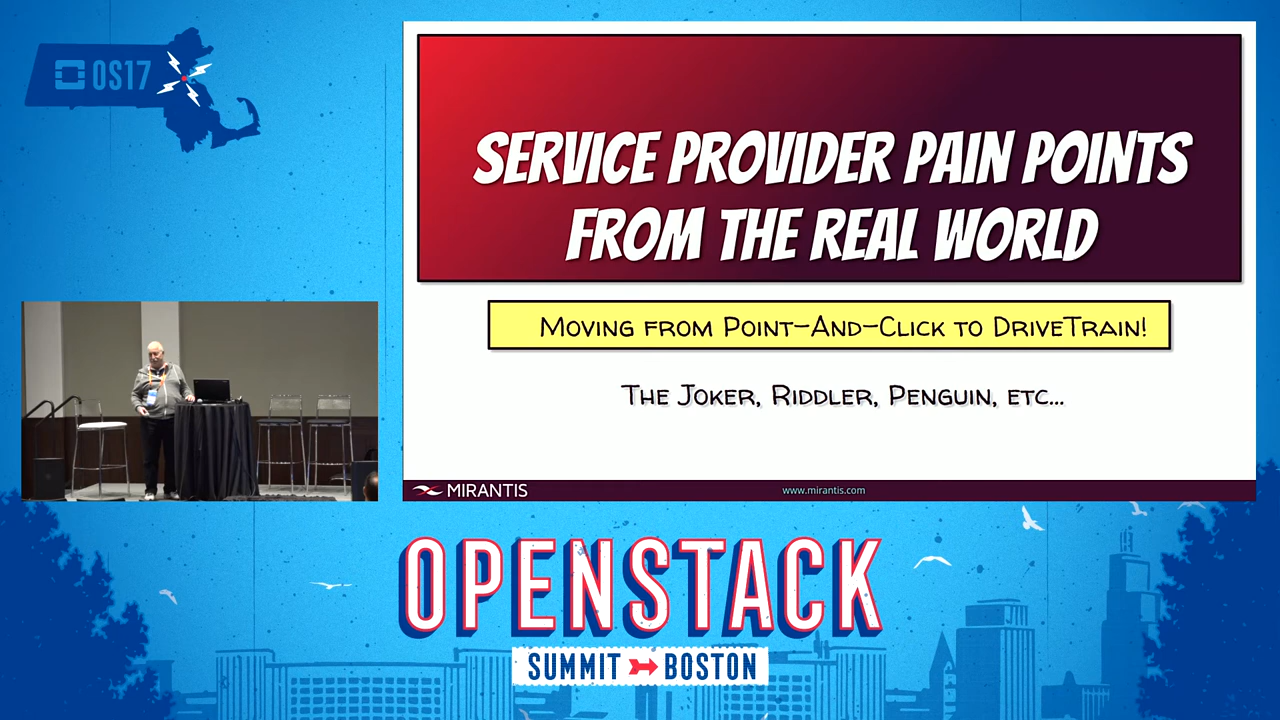 OS17
SERVICE PROVIDER PAIN POINTS
FROM THE REAL WORLD
Moving from Point-And-Click to DriveTrain!
The Joker, Riddler, Penguin, etc...
MIRANTIS
www.mirantis.com
OPENSTACK
SUMMIT BOSTON